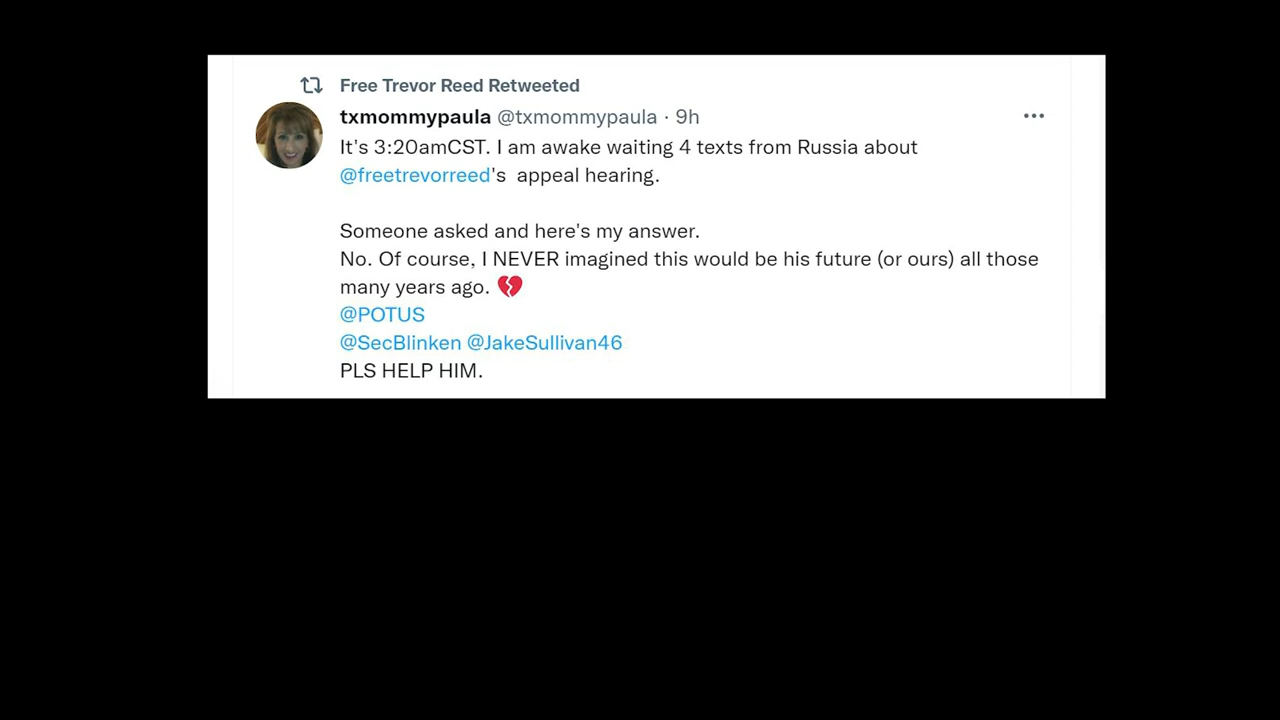 Free Trevor Reed Retweeted
txmommypaula @txmommypaula · 9h
It's 3:20amCST. I am awake waiting 4 texts from Russia about
@freetrevorreed's  appeal hearing.
Someone asked and here's my answer.
No. Of course, I NEVER imagined this would be his future (or ours) all those
many years ago. 💔
@POTUS
@SecBlinken @JakeSullivan46
PLS HELP HIM.